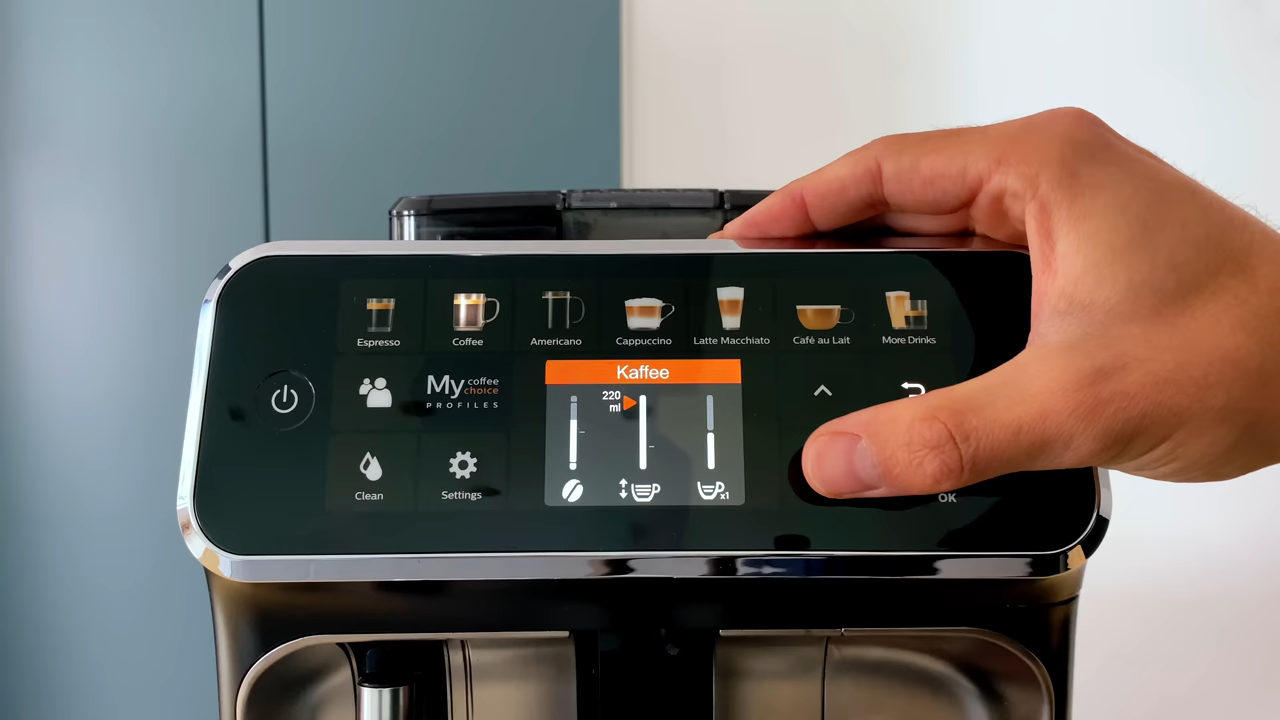 Espresso
Coffee
Americano
Cappuccino
Latte Macchiato
Café au Lait
More Drinks
My coffee choice
PROFILES
Kaffee
220
ml
x1
Clean
Settings
OK